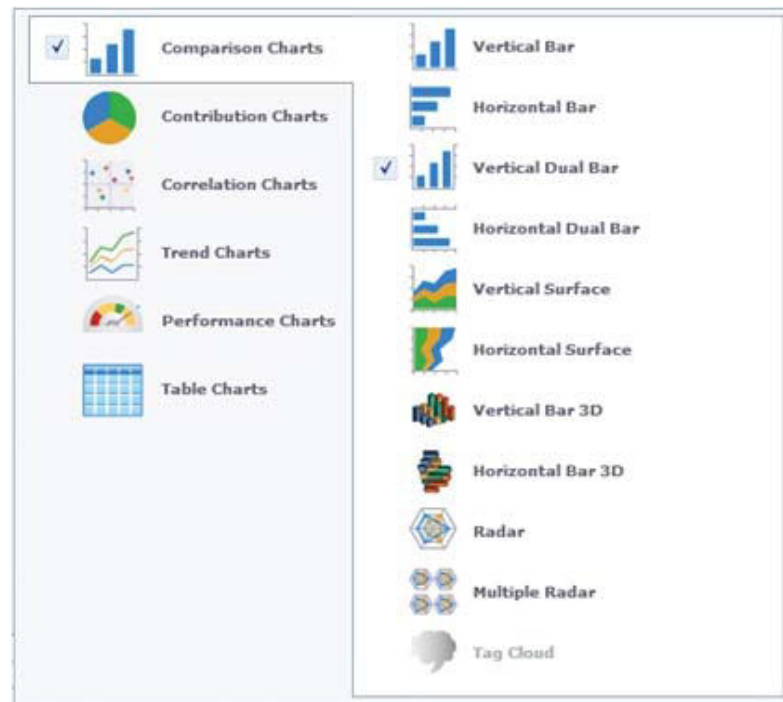 Comparison Charts
Contribution Charts
Correlation Charts
Trend Charts
Performance Charts
Table Charts
Vertical Bar
Horizontal Bar
Vertical Dual Bar
Horizontal Dual Bar
Vertical Surface
Horizontal Surface
Vertical Bar 3D
Horizontal Bar 3D
Radar
Multiple Radar
Tag Cloud